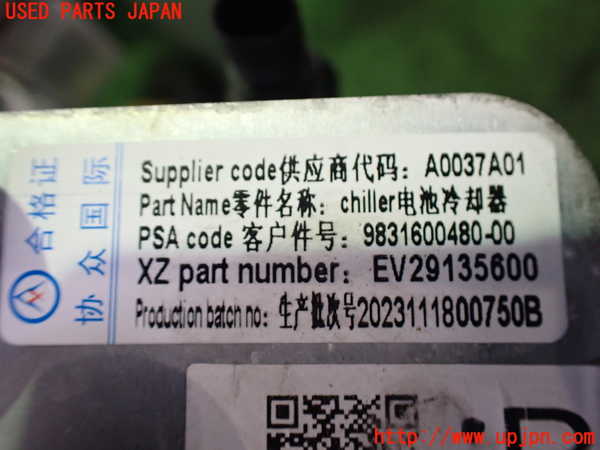 USED PARTS JAPAN
合格证
协众国际
Supplier code供应商代码：A0037A01
Part Name零件名称：chiller电池冷却器
PSA code 客户件号：9831600480-00
XZ part number：EV29135600
Production batch no：生产批次号2023111800750B
http://www.upjpn.com